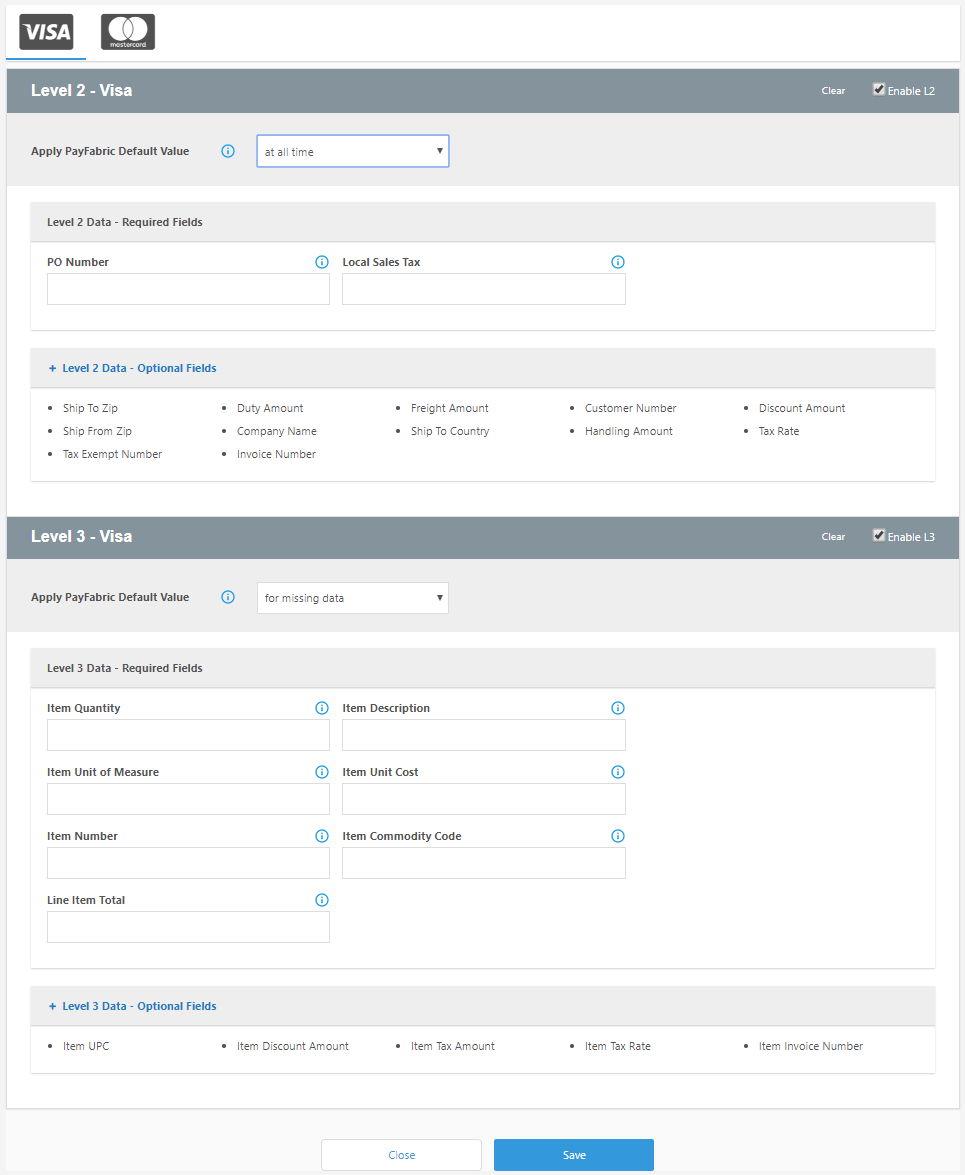 VISA
mastercard
Level 2 - Visa Clear Enable L2
Apply PayFabric Default Value at all time
Level 2 Data - Required Fields
PO Number Local Sales Tax
+ Level 2 Data - Optional Fields
• Ship To Zip • Duty Amount • Freight Amount • Customer Number • Discount Amount
• Ship From Zip • Company Name • Ship To Country • Handling Amount • Tax Rate
• Tax Exempt Number • Invoice Number
Level 3 - Visa Clear Enable L3
Apply PayFabric Default Value for missing data
Level 3 Data - Required Fields
Item Quantity Item Description
Item Unit of Measure Item Unit Cost
Item Number Item Commodity Code
Line Item Total
+ Level 3 Data - Optional Fields
• Item UPC • Item Discount Amount • Item Tax Amount • Item Tax Rate • Item Invoice Number
Close Save